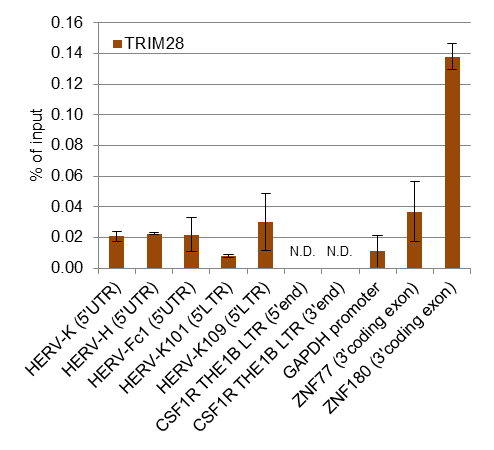 0.16
0.14
0.12
0.10
0.08
0.06
0.04
0.02
0.00
% of input
TRIM28
N.D.
N.D.
HERV-K (5'UTR)
HERV-H (5'UTR)
HERV-Fc1 (5'UTR)
HERV-K101 (5'LTR)
HERV-K109 (5'LTR)
CSF1R THE1B LTR (5'end)
CSF1R THE1B LTR (3'end)
GAPDH promoter
ZNF77 (3'coding exon)
ZNF180 (3'coding exon)